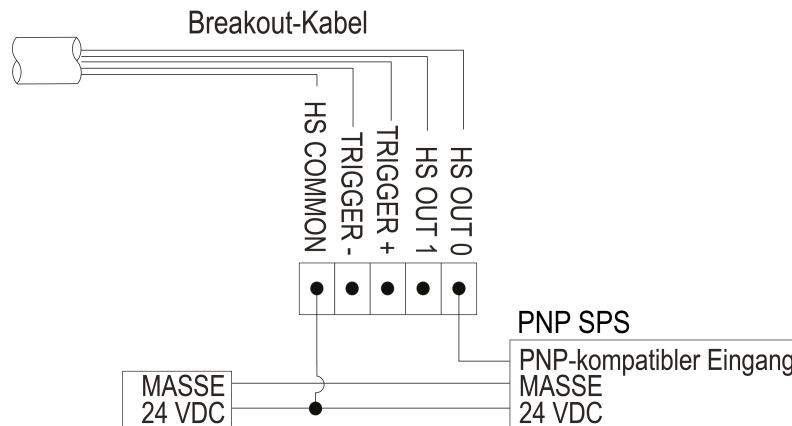 Breakout-Kabel
HS COMMON
TRIGGER -
TRIGGER +
HS OUT 1
HS OUT 0
PNP SPS
PNP-kompatibler Eingang
MASSE
24 VDC
MASSE
24 VDC